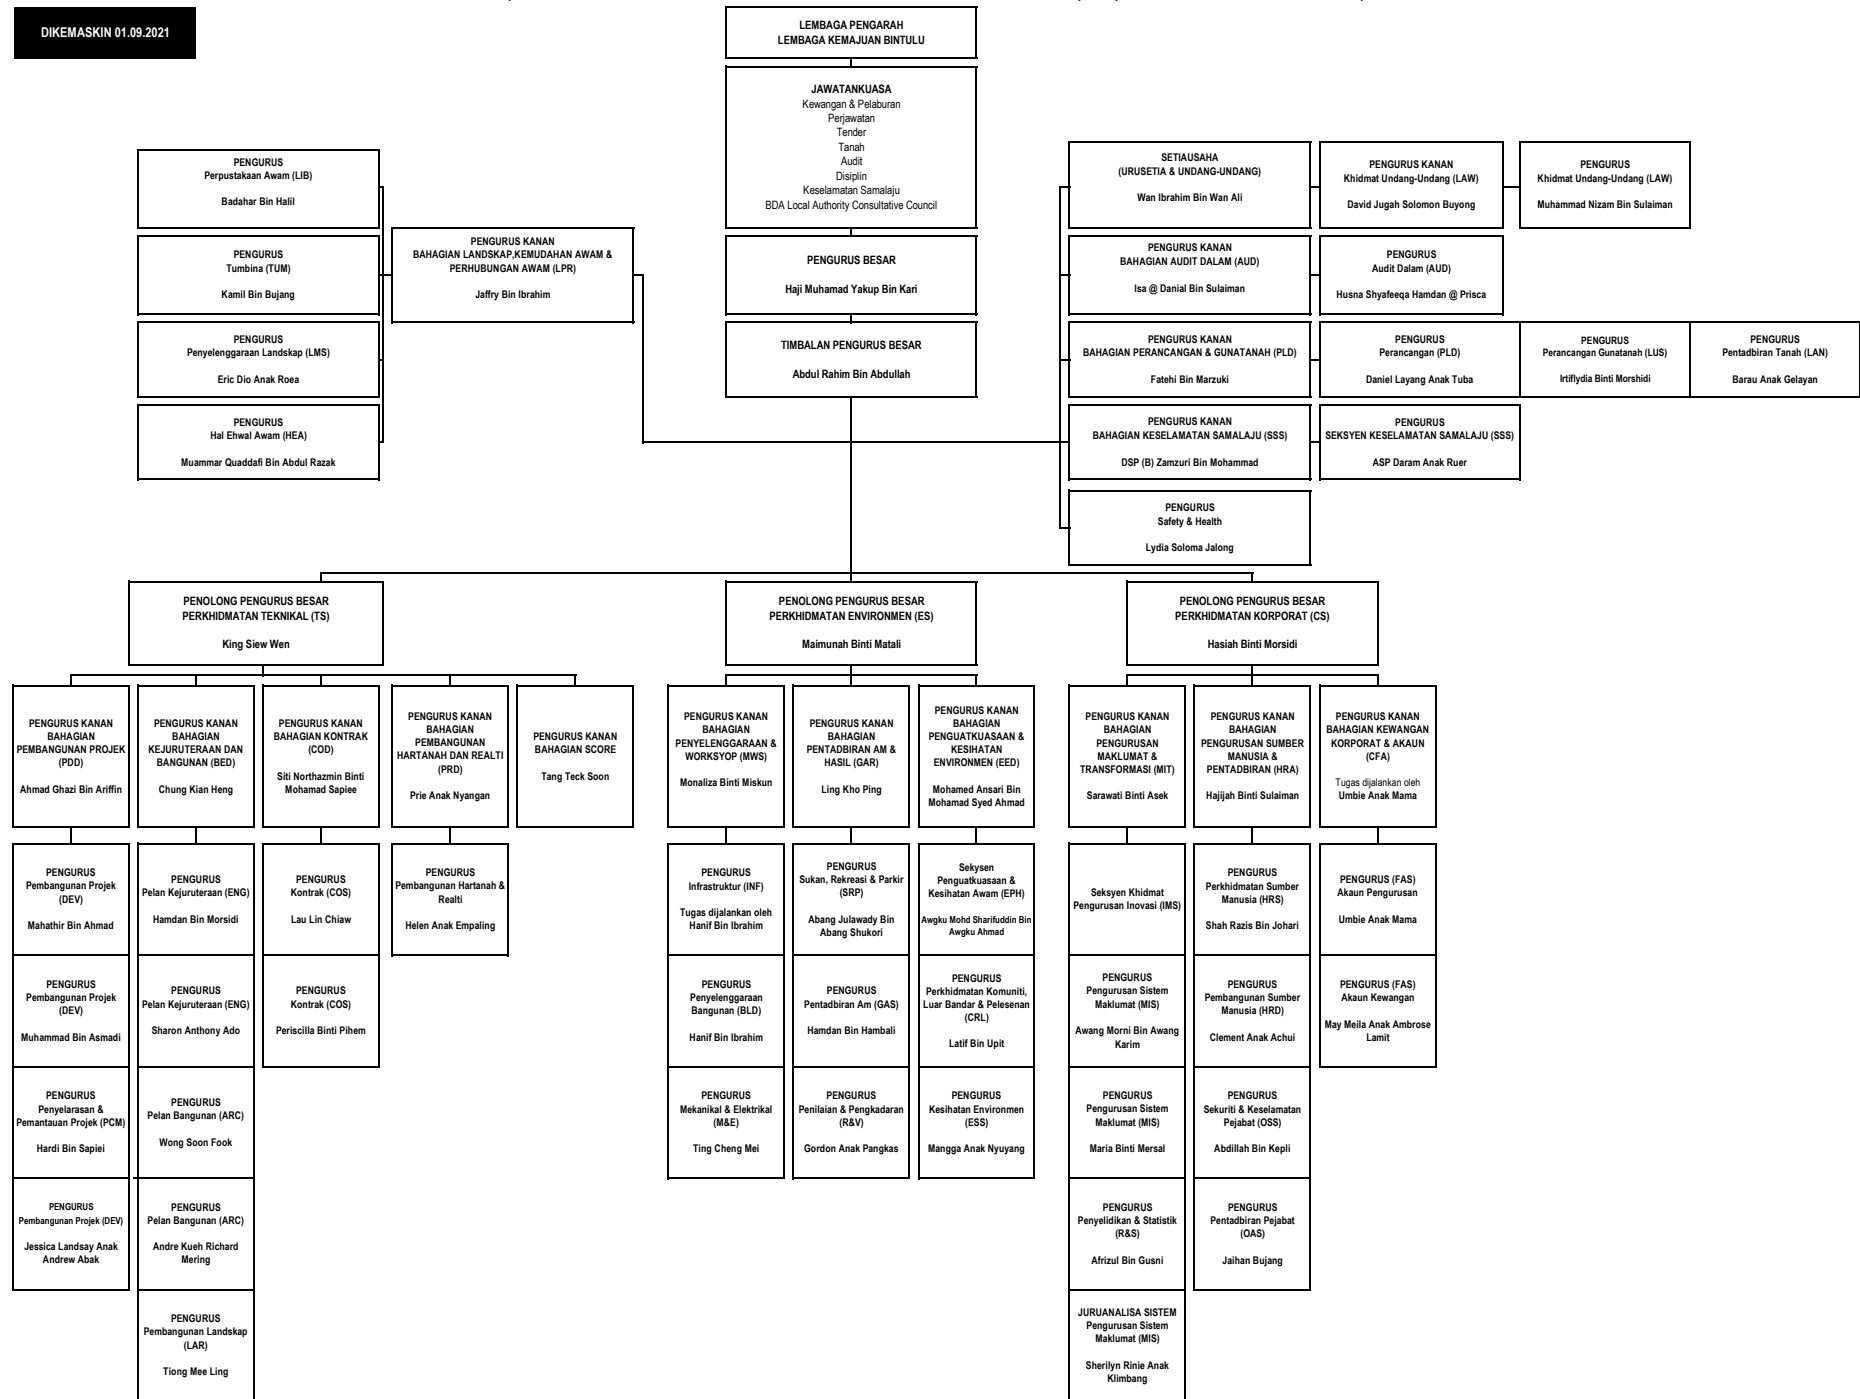 DIKEMASKIN 01.09.2021
LEMBAGA PENGARAH
LEMBAGA KEMAJUAN BINTULU
JAWATANKUASA
Kewangan & Pelaburan
Perjawatan
Tender
Tanah
Audit
Disiplin
Keselamatan Samalaju
BDA Local Authority Consultative Council
PENGURUS BESAR
Haji Muhamad Yakup Bin Kari
TIMBALAN PENGURUS BESAR
Abdul Rahim Bin Abdullah
PENGURUS
Perpustakaan Awam (LIB)
Badahar Bin Halil
PENGURUS
Tumbina (TUM)
Kamil Bin Bujang
PENGURUS
Penyelenggaraan Landskap (LMS)
Eric Dio Anak Roea
PENGURUS
Hal Ehwal Awam (HEA)
Muammar Quaddafi Bin Abdul Razak
PENGURUS KANAN
BAHAGIAN LANDSKAP,KEMUDAHAN AWAM &
PERHUBUNGAN AWAM (LPR)
Jaffry Bin Ibrahim
SETIAUSAHA
(URUSETIA & UNDANG-UNDANG)
Wan Ibrahim Bin Wan Ali
PENGURUS KANAN
Khidmat Undang-Undang (LAW)
David Jugah Solomon Buyong
PENGURUS
Khidmat Undang-Undang (LAW)
Muhammad Nizam Bin Sulaiman
PENGURUS KANAN
BAHAGIAN AUDIT DALAM (AUD)
Isa @ Danial Bin Sulaiman
PENGURUS
Audit Dalam (AUD)
Husna Shyafeeqa Hamdan @ Prisca
PENGURUS KANAN
BAHAGIAN PERANCANGAN & GUNATANAH (PLD)
Fatehi Bin Marzuki
PENGURUS
Perancangan (PLD)
Daniel Layang Anak Tuba
PENGURUS
Perancangan Gunatanah (LUS)
Irtiflydia Binti Morshidi
PENGURUS
Pentadbiran Tanah (LAN)
Barau Anak Gelayan
PENGURUS KANAN
BAHAGIAN KESELAMATAN SAMALAJU (SSS)
DSP (B) Zamzuri Bin Mohammad
PENGURUS
SEKSYEN KESELAMATAN SAMALAJU (SSS)
ASP Daram Anak Ruer
PENGURUS
Safety & Health
Lydia Soloma Jalong
PENOLONG PENGURUS BESAR
PERKHIDMATAN TEKNIKAL (TS)
King Siew Wen
PENOLONG PENGURUS BESAR
PERKHIDMATAN ENVIRONMEN (ES)
Maimunah Binti Matali
PENOLONG PENGURUS BESAR
PERKHIDMATAN KORPORAT (CS)
Hasiah Binti Morsidi
PENGURUS KANAN
BAHAGIAN
PEMBANGUNAN PROJEK
(PDD)
Ahmad Ghazi Bin Ariffin
PENGURUS KANAN
BAHAGIAN
KEJURUTERAAN DAN
BANGUNAN (BED)
Chung Kian Heng
PENGURUS KANAN
BAHAGIAN KONTRAK
(COD)
Siti Northazmin Binti
Mohamad Sapiee
PENGURUS KANAN
BAHAGIAN
PEMBANGUNAN
HARTANAH DAN REALTI
(PRD)
Prie Anak Nyangan
PENGURUS KANAN
BAHAGIAN SCORE
Tang Teck Soon
PENGURUS KANAN
BAHAGIAN
PENYELENGGARAAN &
WORKSYOP (MWS)
Monaliza Binti Miskun
PENGURUS KANAN
BAHAGIAN
PENTADBIRAN AM &
HASIL (GAR)
Ling Kho Ping
PENGURUS KANAN
BAHAGIAN
PENGUATKUASAAN &
KESIHATAN
ENVIRONMEN (EED)
Mohamed Ansari Bin
Mohamad Syed Ahmad
PENGURUS KANAN
BAHAGIAN
PENGURUSAN
MAKLUMAT &
TRANSFORMASI (MIT)
Sarawati Binti Asek
PENGURUS KANAN
BAHAGIAN
PENGURUSAN SUMBER
MANUSIA &
PENTADBIRAN (HRA)
Hajijah Binti Sulaiman
PENGURUS KANAN
BAHAGIAN KEWANGAN
KORPORAT & AKAUN
(CFA)
Tugas dijalankan oleh
Umbie Anak Mama
PENGURUS
Pembangunan Projek
(DEV)
Mahathir Bin Ahmad
PENGURUS
Pembangunan Projek
(DEV)
Muhammad Bin Asmadi
PENGURUS
Penyelarasan &
Pemantauan Projek (PCM)
Hardi Bin Sapiei
PENGURUS
Pembangunan Projek (DEV)
Jessica Landsay Anak
Andrew Abak
PENGURUS
Pelan Kejuruteraan (ENG)
Hamdan Bin Morsidi
PENGURUS
Pelan Kejuruteraan (ENG)
Sharon Anthony Ado
PENGURUS
Pelan Bangunan (ARC)
Wong Soon Fook
PENGURUS
Pelan Bangunan (ARC)
Andre Kueh Richard
Mering
PENGURUS
Pembangunan Landskap
(LAR)
Tiong Mee Ling
PENGURUS
Kontrak (COS)
Lau Lin Chiaw
PENGURUS
Kontrak (COS)
Periscilla Binti Pihem
PENGURUS
Pembangunan Hartanah &
Realti
Helen Anak Empaling
PENGURUS
Infrastruktur (INF)
Tugas dijalankan oleh
Hanif Bin Ibrahim
PENGURUS
Penyelenggaraan
Bangunan (BLD)
Hanif Bin Ibrahim
PENGURUS
Mekanikal & Elektrikal
(M&E)
Ting Cheng Mei
PENGURUS
Sukan, Rekreasi & Parkir
(SRP)
Abang Julawady Bin
Abang Shukori
PENGURUS
Pentadbiran Am (GAS)
Hamdan Bin Hambali
PENGURUS
Penilaian & Pengkadaran
(R&V)
Gordon Anak Pangkas
Sekysen
Penguatkuasaan &
Kesihatan Awam (EPH)
Awgku Mohd Sharifuddin Bin
Awgku Ahmad
PENGURUS
Perkhidmatan Komuniti,
Luar Bandar & Pelesenan
(CRL)
Latif Bin Upit
PENGURUS
Kesihatan Environmen
(ESS)
Mangga Anak Nyuyang
Seksyen Khidmat
Pengurusan Inovasi (IMS)
PENGURUS
Pengurusan Sistem
Maklumat (MIS)
Awang Morni Bin Awang
Karim
PENGURUS
Pengurusan Sistem
Maklumat (MIS)
Maria Binti Mersal
PENGURUS
Penyelidikan & Statistik
(R&S)
Afrizul Bin Gusni
JURUANALISA SISTEM
Pengurusan Sistem
Maklumat (MIS)
Sherilyn Rinie Anak
Klimbang
PENGURUS
Perkhidmatan Sumber
Manusia (HRS)
Shah Razis Bin Johari
PENGURUS
Pembangunan Sumber
Manusia (HRD)
Clement Anak Achui
PENGURUS
Sekuriti & Keselamatan
Pejabat (OSS)
Abdillah Bin Kepli
PENGURUS
Pentadbiran Pejabat
(OAS)
Jaihan Bujang
PENGURUS (FAS)
Akaun Pengurusan
Umbie Anak Mama
PENGURUS (FAS)
Akaun Kewangan
May Meila Anak Ambrose
Lamit